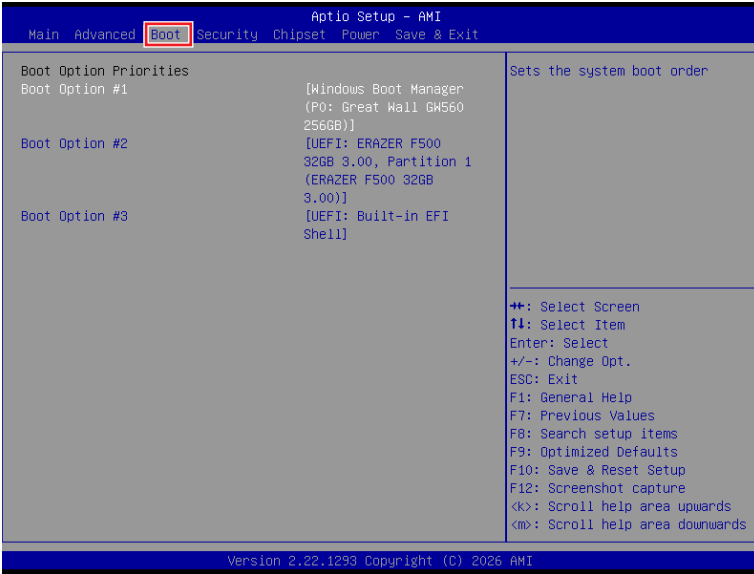 Aptio Setup – AMI
Main Advanced Boot Security Chipset Power Save & Exit
Boot Option Priorities
Boot Option #1 [Windows Boot Manager
(P0: Great Wall GW560
256GB)]
Boot Option #2 [UEFI: ERAZER F500
32GB 3.00, Partition 1
(ERAZER F500 32GB
3.00)]
Boot Option #3 [UEFI: Built-in EFI
Shell]
Sets the system boot order
→←: Select Screen
↑↓: Select Item
Enter: Select
+/-: Change Opt.
ESC: Exit
F1: General Help
F7: Previous Values
F8: Search setup items
F9: Optimized Defaults
F10: Save & Reset Setup
F12: Screenshot capture
<k>: Scroll help area upwards
<m>: Scroll help area downwards
Version 2.22.1293 Copyright (C) 2026 AMI